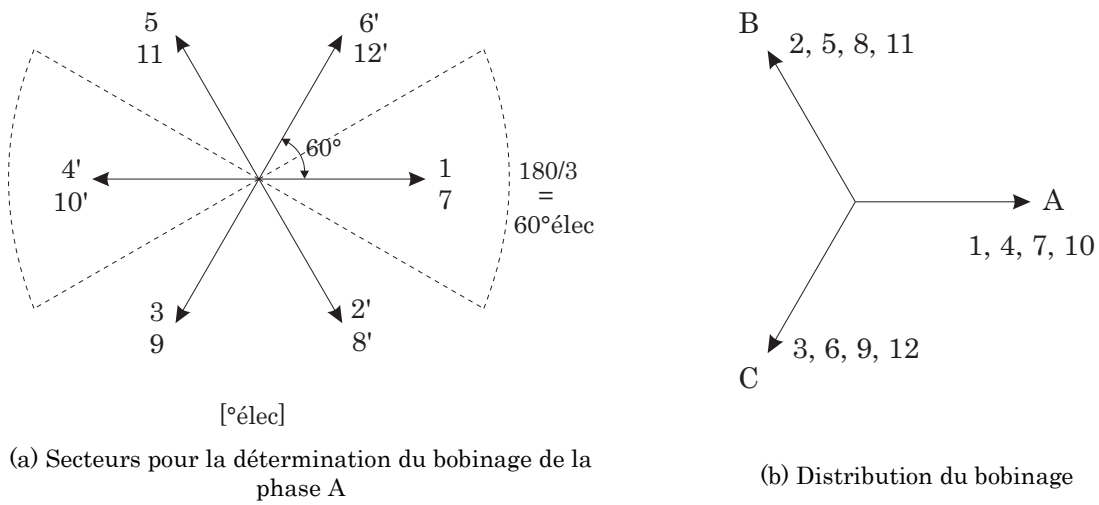 5
11
6'
12'
60°
4'
10'
1
7
180/3
=
60°élec
3
9
2'
8'
[°élec]
(a) Secteurs pour la détermination du bobinage de la
phase A
B
2, 5, 8, 11
A
1, 4, 7, 10
3, 6, 9, 12
C
(b) Distribution du bobinage